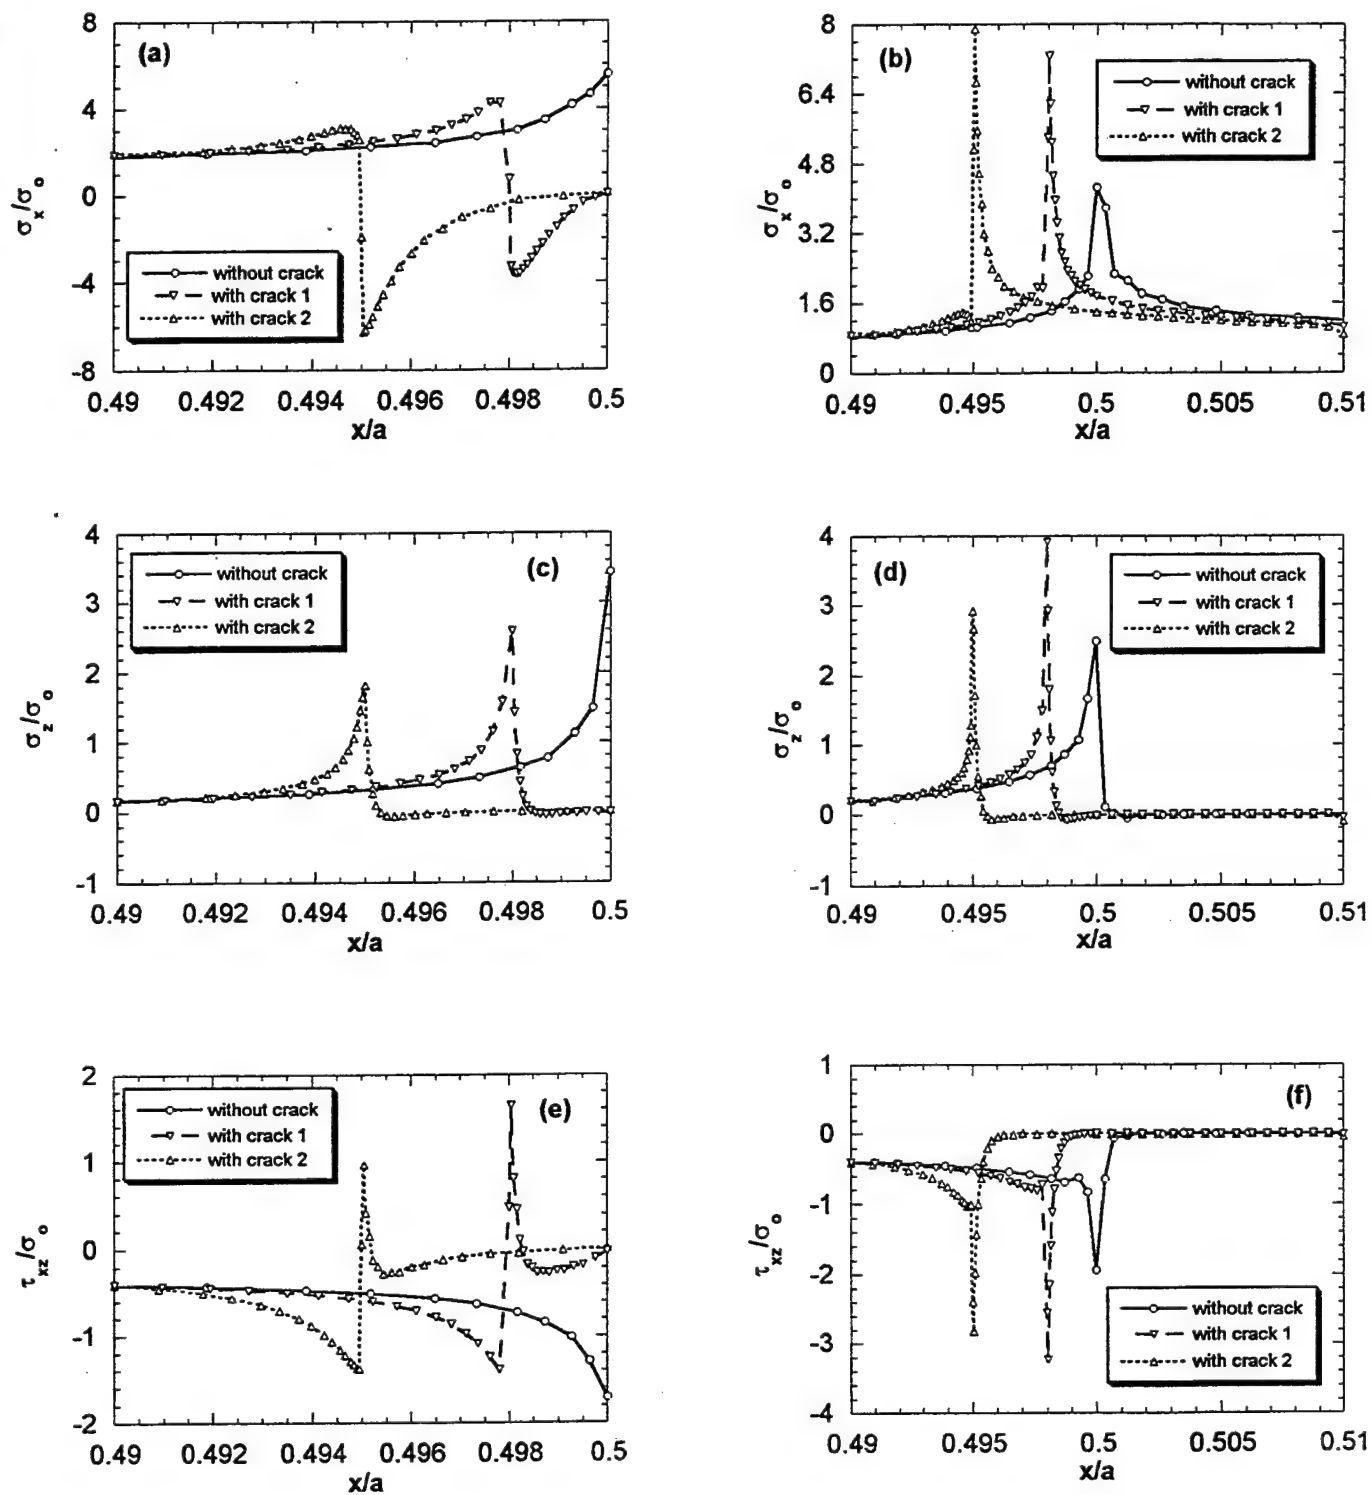 (a)
8
4
0
-4
-8
σx/σo
without crack
with crack 1
with crack 2
0.49 0.492 0.494 0.496 0.498 0.5
x/a
(b)
8
6.4
4.8
3.2
1.6
0
σx/σo
without crack
with crack 1
with crack 2
0.49 0.495 0.5 0.505 0.51
x/a
(c)
4
3
2
1
0
-1
σz/σo
without crack
with crack 1
with crack 2
0.49 0.492 0.494 0.496 0.498 0.5
x/a
(d)
4
3
2
1
0
-1
σz/σo
without crack
with crack 1
with crack 2
0.49 0.495 0.5 0.505 0.51
x/a
(e)
2
1
0
-1
-2
τxz/σo
without crack
with crack 1
with crack 2
0.49 0.492 0.494 0.496 0.498 0.5
x/a
(f)
1
0
-1
-2
-3
-4
τxz/σo
without crack
with crack 1
with crack 2
0.49 0.495 0.5 0.505 0.51
x/a